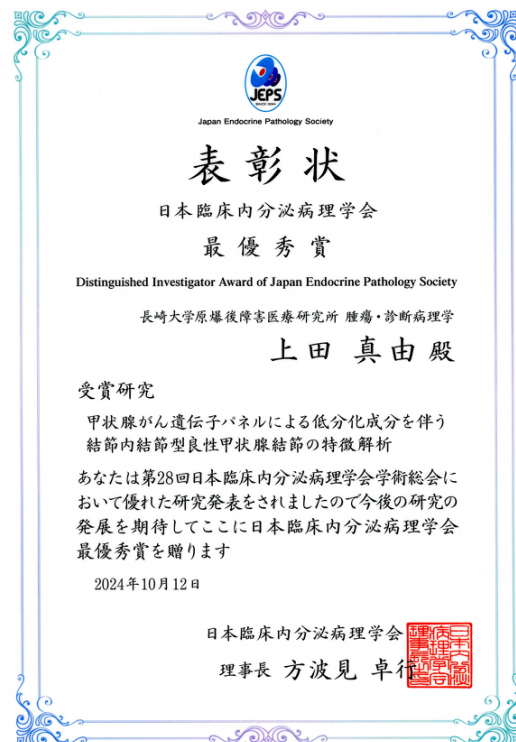 JEPS
SINCE 1994
Japan Endocrine Pathology Society
表彰状
日本臨床内分泌病理学会
最優秀賞
Distinguished Investigator Award of Japan Endocrine Pathology Society
長崎大学原爆後障害医療研究所 腫瘍・診断病理学
上田 真由 殿
受賞研究
甲状腺がん遺伝子パネルによる低分化成分を伴う
結節内結節型良性甲状腺結節の特徴解析
あなたは第28回日本臨床内分泌病理学会学術総会に
おいて優れた研究発表をされましたので今後の研究の
発展を期待してここに日本臨床内分泌病理学会
最優秀賞を贈ります
2024年10月12日
日本臨床内分泌病理学会
理事長 方波見 卓行